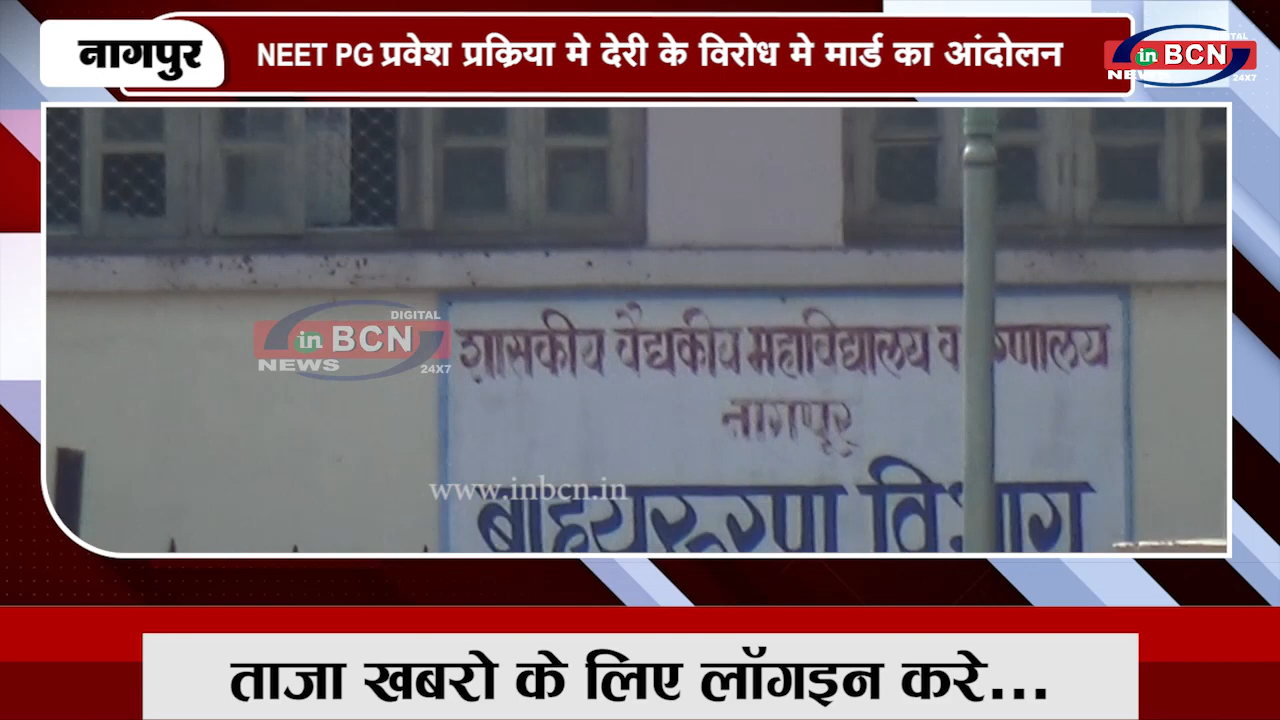 नागपुर
NEET PG प्रवेश प्रक्रिया मे देरी के विरोध मे मार्ड का आंदोलन
DIGITAL
in BCN
NEWS 24X7
DIGITAL
in BCN
NEWS 24X7
शासकीय वैद्यकीय महाविद्यालय व
नागपूर
www.inbcn.in
बाहयरुग्ण विभाग
ताजा खबरो के लिए लॉगइन करे...